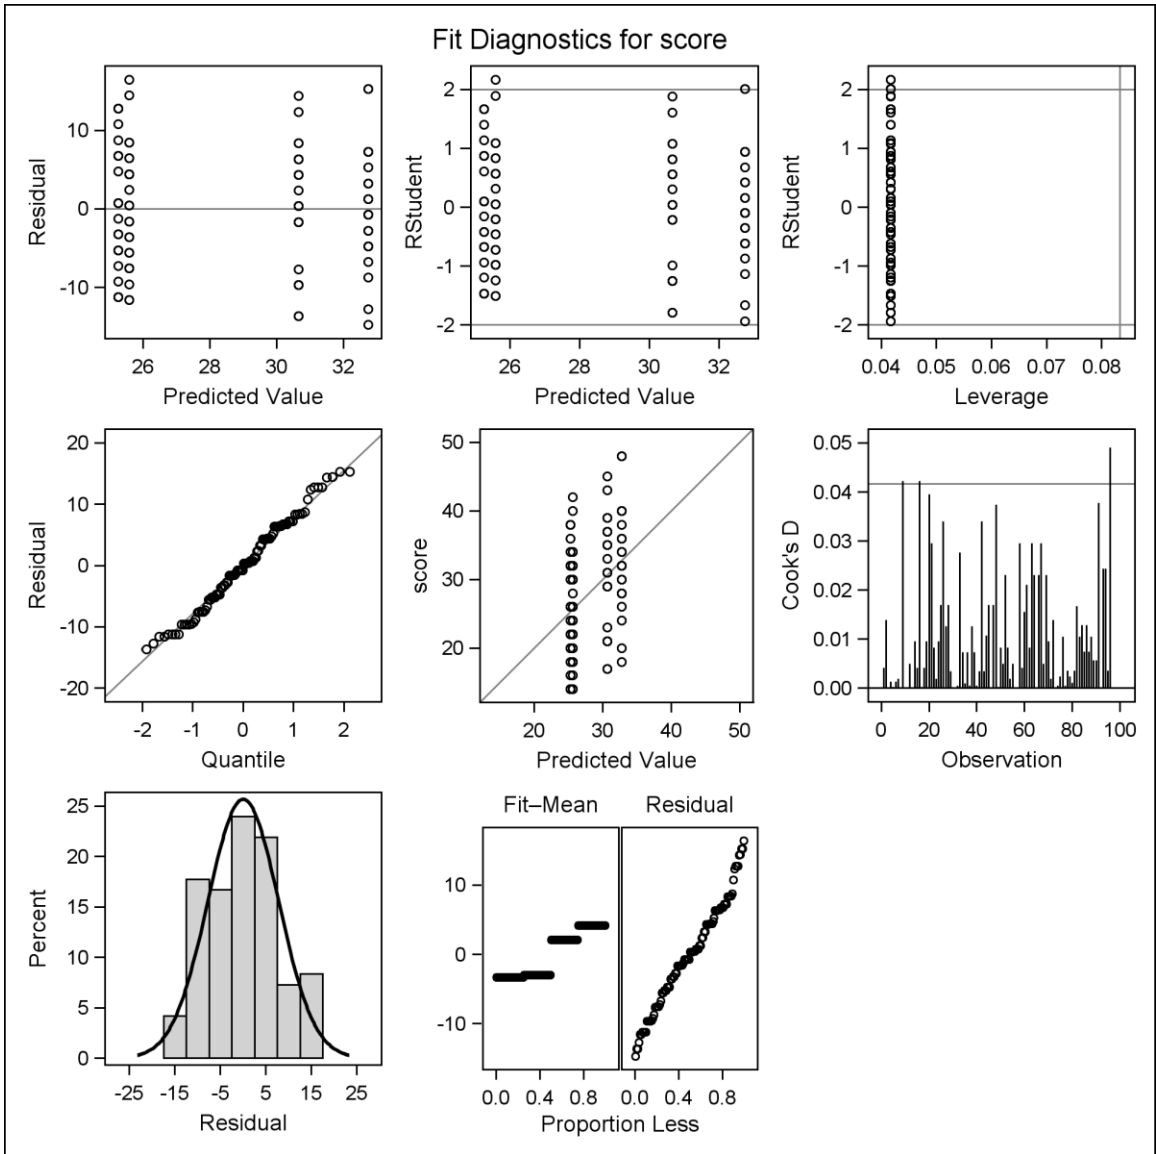 Fit Diagnostics for score
Residual
10
0
-10
26 28 30 32
Predicted Value
RStudent
2
1
0
-1
-2
26 28 30 32
Predicted Value
RStudent
2
1
0
-1
-2
0.04 0.05 0.06 0.07 0.08
Leverage
Residual
20
10
0
-10
-20
-2 -1 0 1 2
Quantile
score
50
40
30
20
20 30 40 50
Predicted Value
Cook's D
0.05
0.04
0.03
0.02
0.01
0.00
0 20 40 60 80 100
Observation
Percent
25
20
15
10
5
0
-25 -15 -5 5 15 25
Residual
Fit–Mean Residual
10
0
-10
0.0 0.4 0.8 0.0 0.4 0.8
Proportion Less